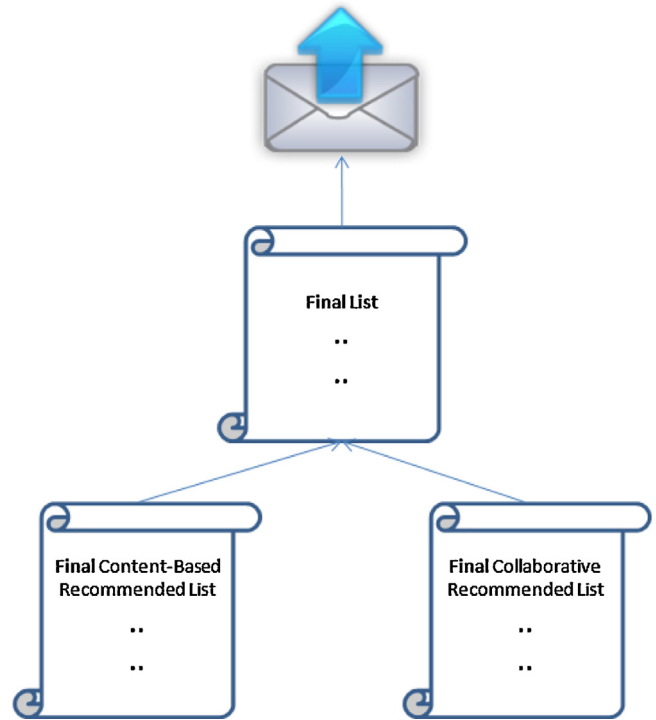 Final List
..
..
Final Content-Based
Recommended List
..
..
Final Collaborative
Recommended List
..
..